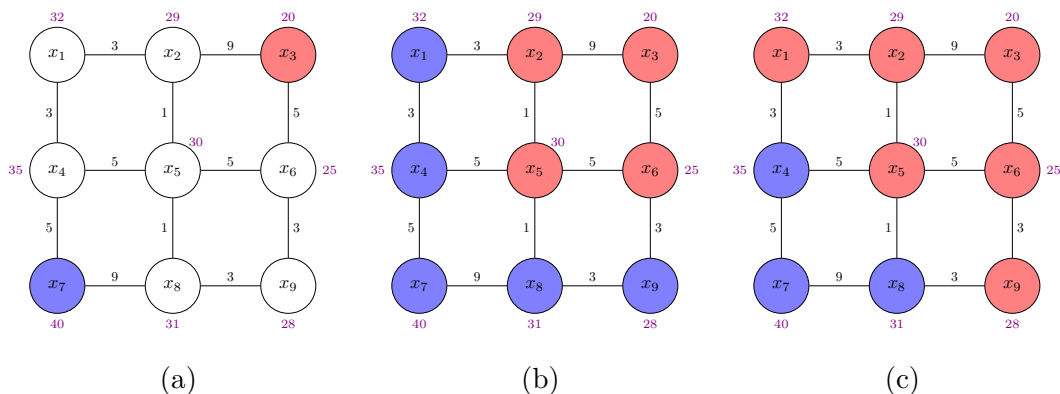 32 29 20 32 29 20 32 29 20
x1 3 x2 9 x3 x1 3 x2 9 x3 x1 3 x2 9 x3
3 1 5 3 1 5 3 1 5
30 30 30
35 x4 5 x5 5 x6 25 35 x4 5 x5 5 x6 25 35 x4 5 x5 5 x6 25
5 1 3 5 1 3 5 1 3
x7 9 x8 3 x9 x7 9 x8 3 x9 x7 9 x8 3 x9
40 31 28 40 31 28 40 31 28
(a) (b) (c)